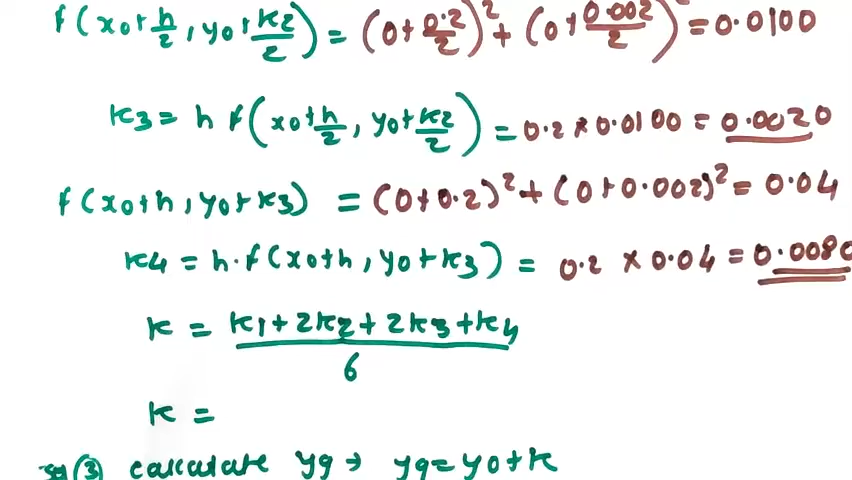 f(x0+h/2, y0+k2/2) = (0+0.2/2)² + (0+0.002/2)² = 0.0100
k3 = h f(x0+h/2, y0+k2/2) = 0.2 × 0.0100 = 0.0020
f(x0+h, y0+k3) = (0+0.2)² + (0+0.002)² = 0.04
k4 = h·f(x0+h, y0+k3) = 0.2 × 0.04 = 0.0080
k = k1+2k2+2k3+k4 / 6
k =
(3) calculate yg → yg=y0+k